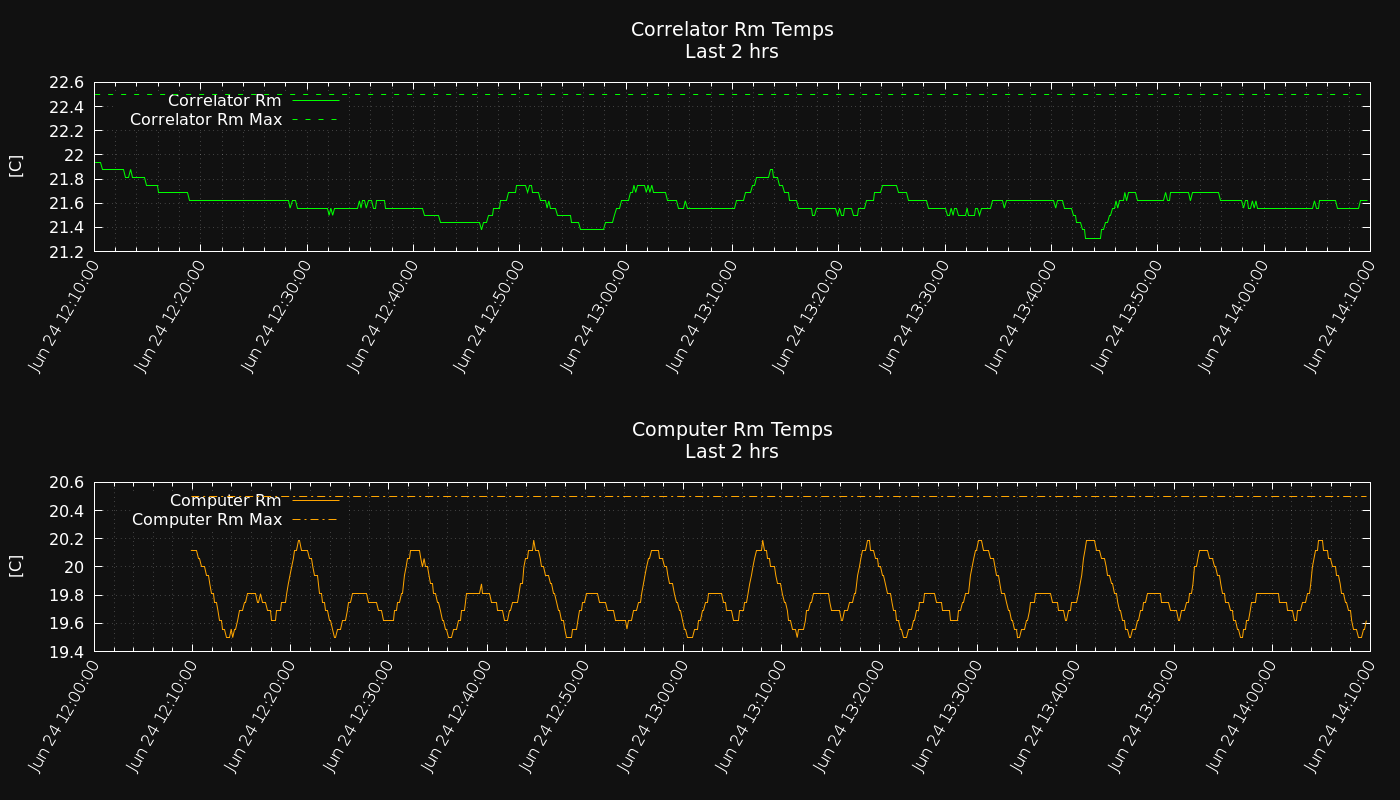 Correlator Rm Temps
Last 2 hrs
22.6
22.4
22.2
22
21.8
21.6
21.4
21.2
[C]
Correlator Rm
Correlator Rm Max
Jun 24 12:10:00
Jun 24 12:20:00
Jun 24 12:30:00
Jun 24 12:40:00
Jun 24 12:50:00
Jun 24 13:00:00
Jun 24 13:10:00
Jun 24 13:20:00
Jun 24 13:30:00
Jun 24 13:40:00
Jun 24 13:50:00
Jun 24 14:00:00
Jun 24 14:10:00
Computer Rm Temps
Last 2 hrs
20.6
20.4
20.2
20
19.8
19.6
19.4
[C]
Computer Rm
Computer Rm Max
Jun 24 12:00:00
Jun 24 12:10:00
Jun 24 12:20:00
Jun 24 12:30:00
Jun 24 12:40:00
Jun 24 12:50:00
Jun 24 13:00:00
Jun 24 13:10:00
Jun 24 13:20:00
Jun 24 13:30:00
Jun 24 13:40:00
Jun 24 13:50:00
Jun 24 14:00:00
Jun 24 14:10:00